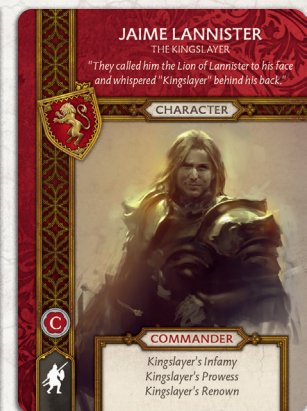 JAIME LANNISTER
THE KINGSLAYER
"They called him the Lion of Lannister to his face
and whispered "Kingslayer" behind his back."
CHARACTER
C
COMMANDER
Kingslayer's Infamy
Kingslayer's Prowess
Kingslayer's Renown